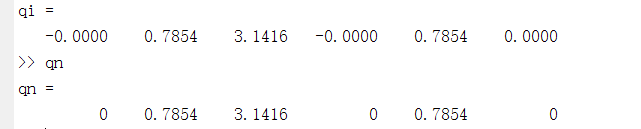 qi =
-0.0000 0.7854 3.1416 -0.0000 0.7854 0.0000
>> qn
qn =
0 0.7854 3.1416 0 0.7854 0